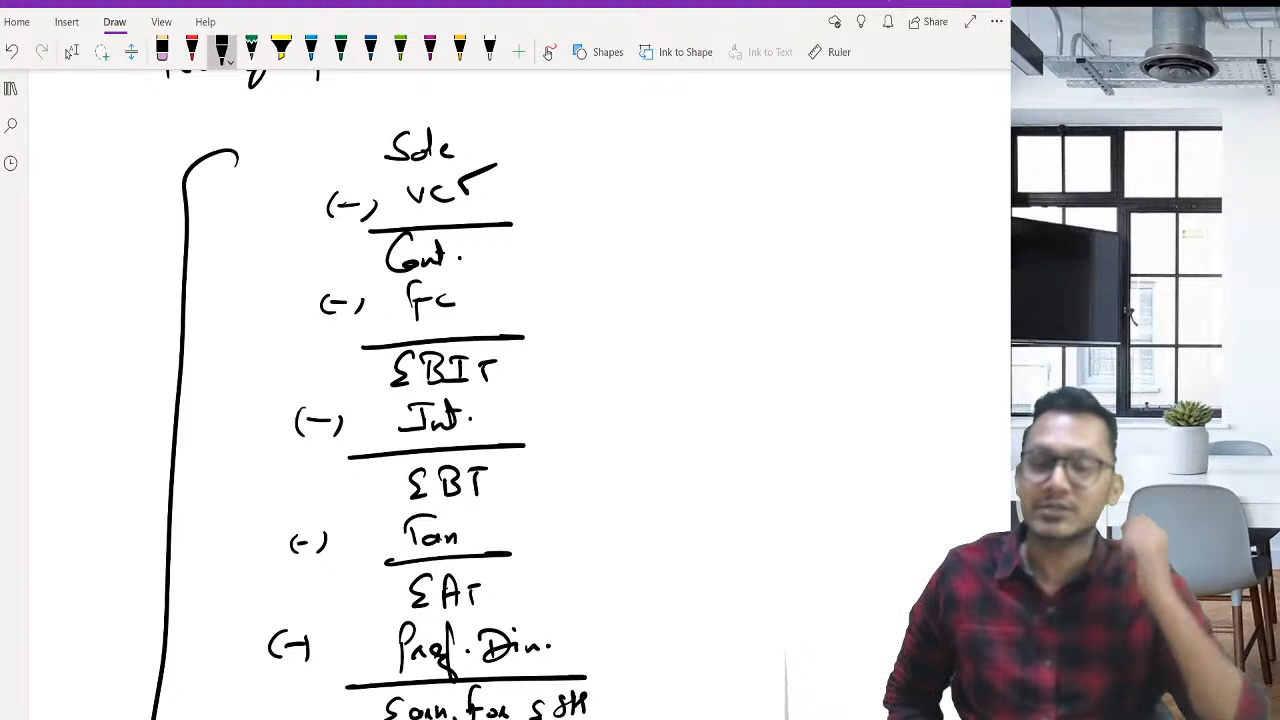 Home Insert Draw View Help Share
Shapes Ink to Shape Ink to Text Ruler
Sale
(-) VC
Cont.
(-) FC
EBIT
(-) Int.
EBT
(-) Tax
EAT
(-) Pref. Div.
Earn. for ESH